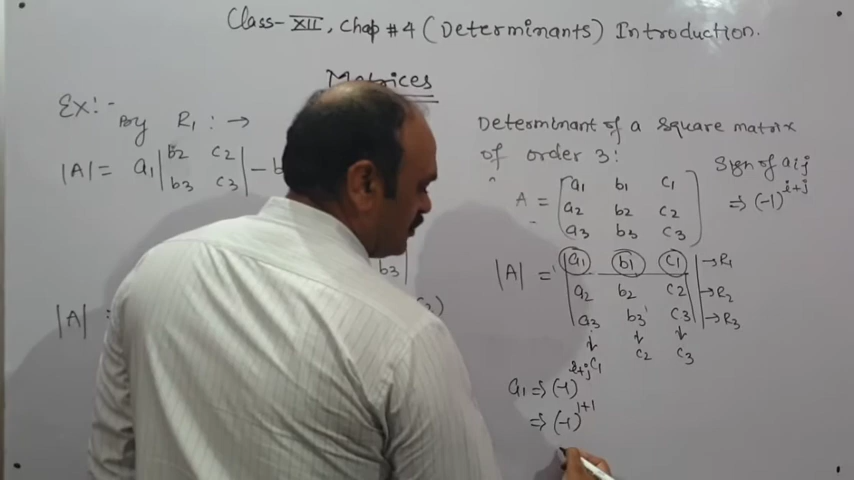 Class-XII, Chap #4 (Determinants) Introduction.
Matrices
Ex:-
By R1 : →
|A| = a1 |b2 c2| -
|b3 c3|
b3|
|A| :
)
Determinant of a square matrix
of order 3:
Sign of aij
⇒ (-1)^i+j
A = [a1 b1 c1
a2 b2 c2
a3 b3 c3]
|A| = |a1 b1 c1| → R1
a2 b2 c2 → R2
a3 b3 c3 → R3
↓ ↓ ↓
C1 C2 C3
a1 ⇒ (-1)^i+j
⇒ (-1)^1+1